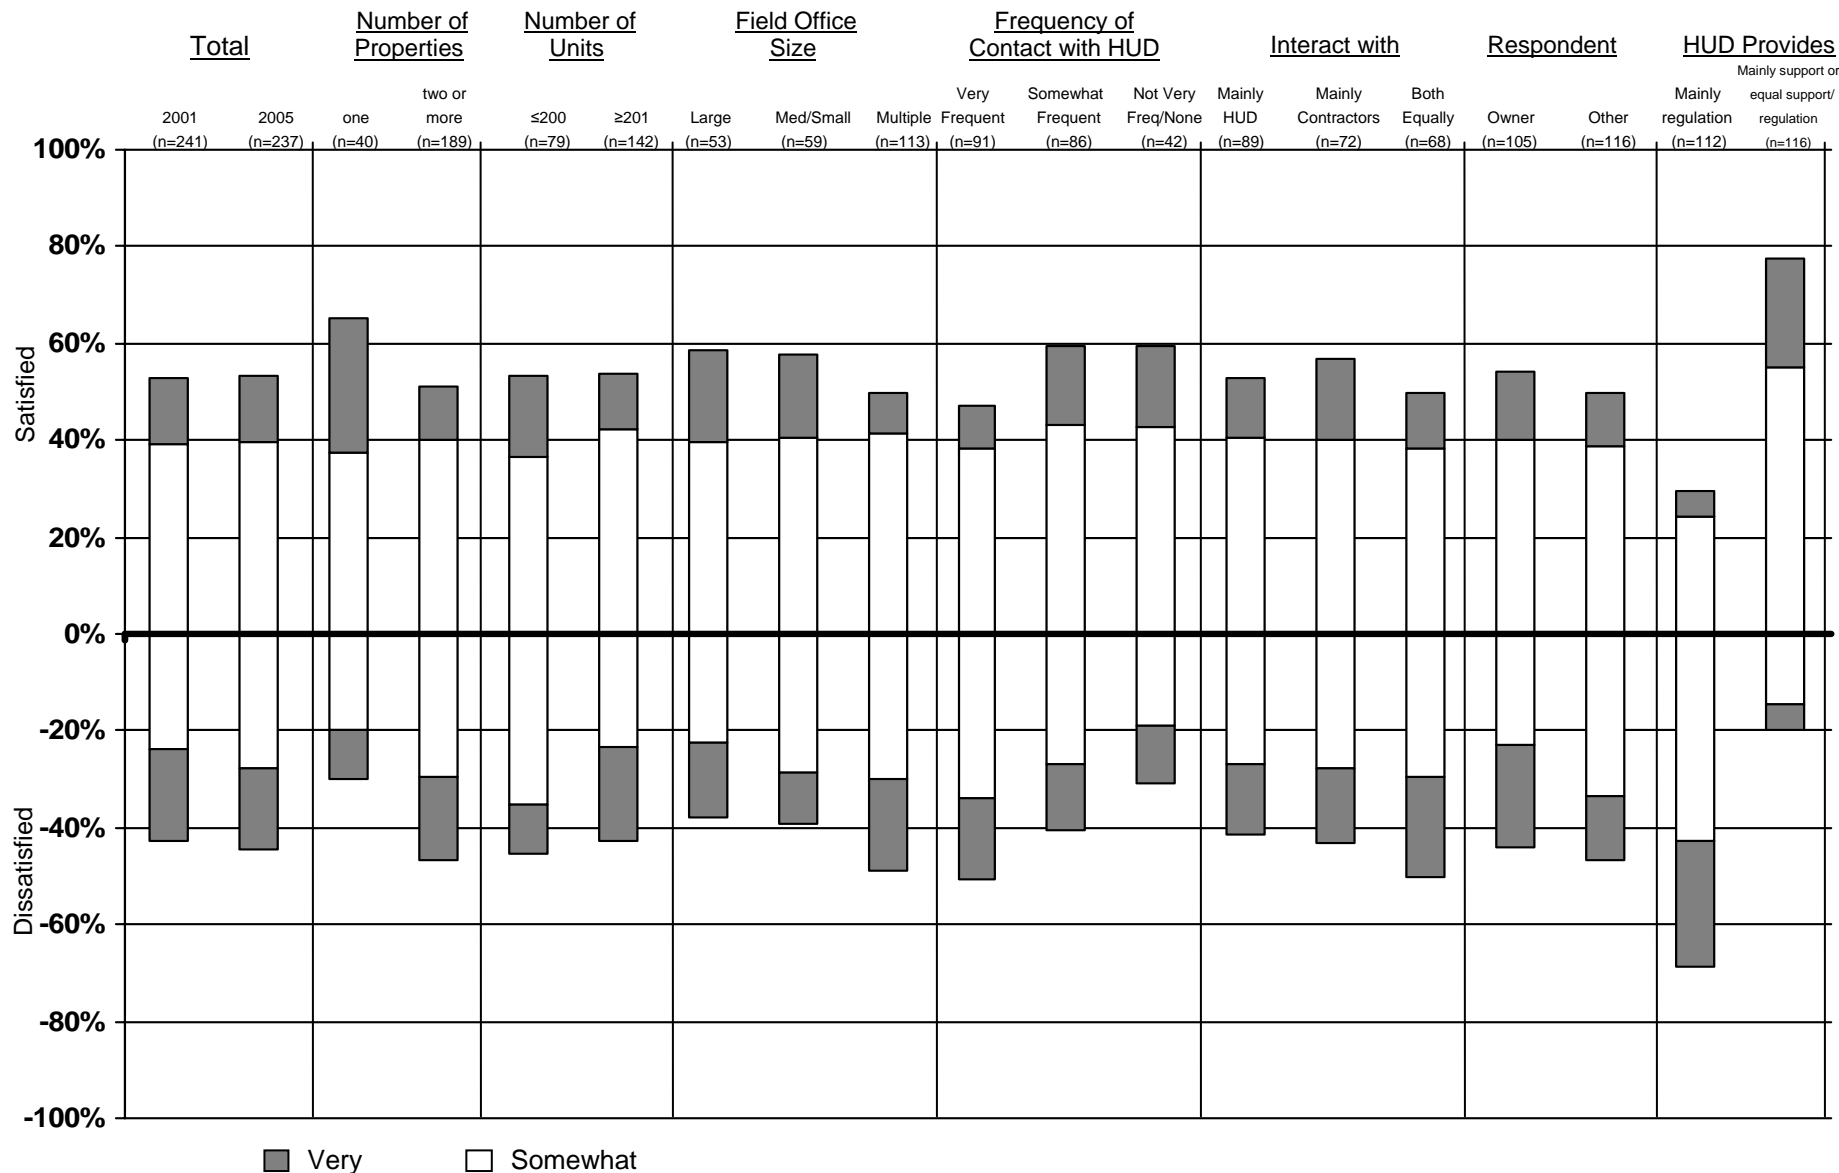 Total
Number of
Properties
Number of
Units
Field Office
Size
Frequency of
Contact with HUD
Interact with
Respondent
HUD Provides
2001
(n=241)
2005
(n=237)
one
(n=40)
two or
more
(n=189)
≤200
(n=79)
≥201
(n=142)
Large
(n=53)
Med/Small
(n=59)
Multiple
(n=113)
Very
Frequent
(n=91)
Somewhat
Frequent
(n=86)
Not Very
Freq/None
(n=42)
Mainly
HUD
(n=89)
Mainly
Contractors
(n=72)
Both
Equally
(n=68)
Owner
(n=105)
Other
(n=116)
Mainly
regulation
(n=112)
Mainly support or
equal support/
regulation
(n=116)
100%
80%
60%
40%
20%
0%
-20%
-40%
-60%
-80%
-100%
Satisfied
Dissatisfied
Very
Somewhat